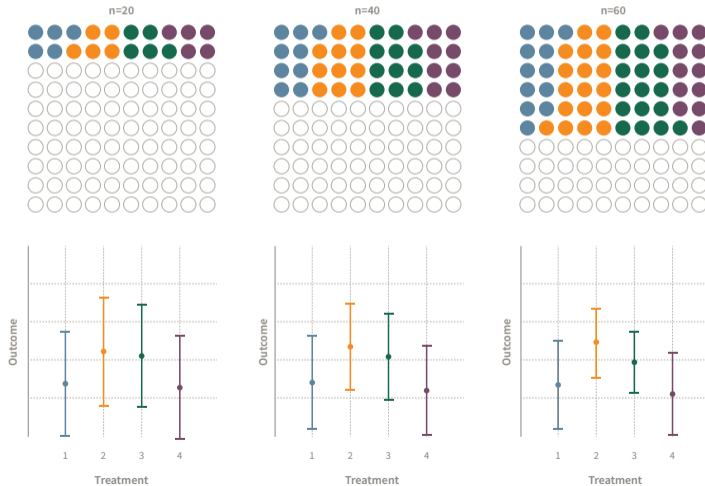 n=20
n=40
n=60
Outcome
1 2 3 4
Treatment
Outcome
1 2 3 4
Treatment
Outcome
1 2 3 4
Treatment